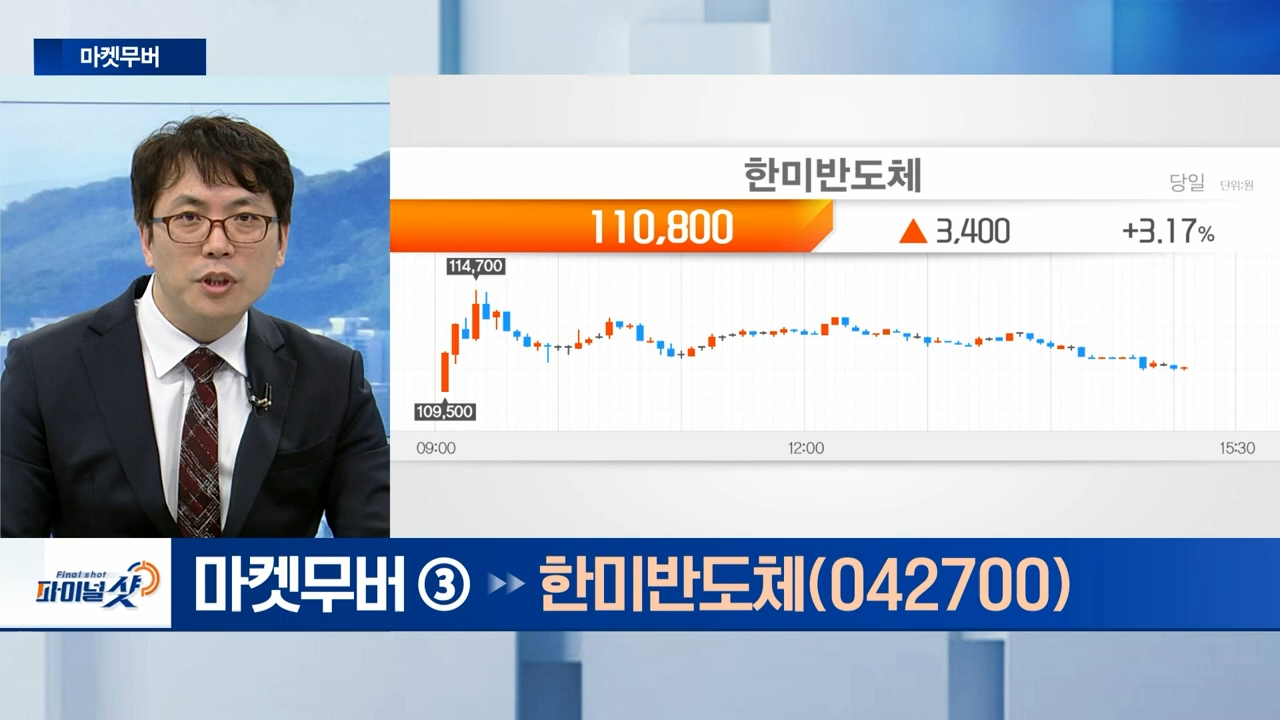 마켓무버
한미반도체
당일 단위:원
110,800 ▲ 3,400 +3.17%
114,700
109,500
09:00 12:00 15:30
Final shot
파이널샷
마켓무버 ③ 한미반도체(042700)